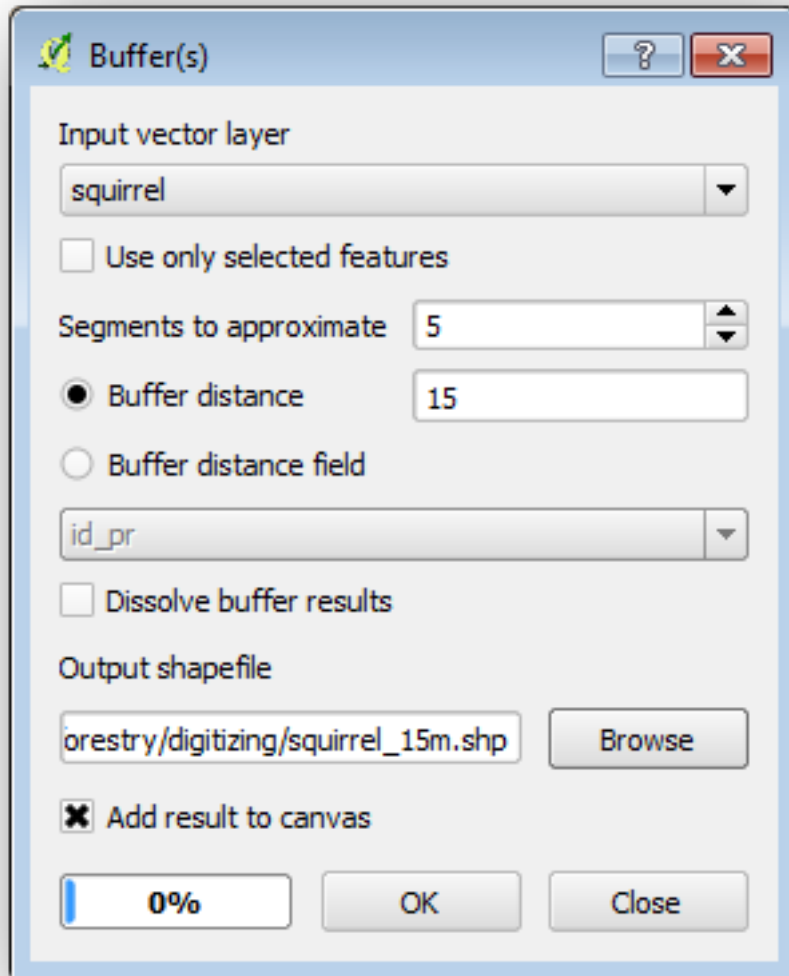 Buffer(s)
?
Input vector layer
squirrel
Use only selected features
Segments to approximate 5
Buffer distance 15
Buffer distance field
id_pr
Dissolve buffer results
Output shapefile
orestry/digitizing/squirrel_15m.shp Browse
Add result to canvas
0% OK Close